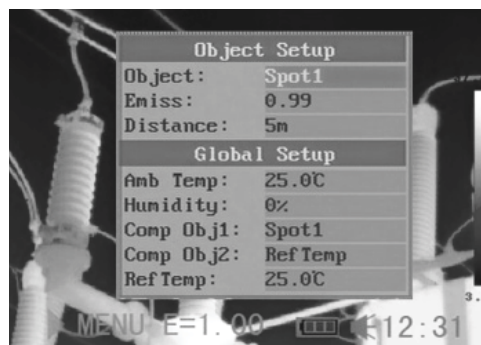 Object Setup
Object: Spot1
Emiss: 0.99
Distance: 5m
Global Setup
Amb Temp: 25.0℃
Humidity: 0%
Comp Obj1: Spot1
Comp Obj2: RefTemp
RefTemp: 25.0℃
3.
MENU E=1.00 12:31